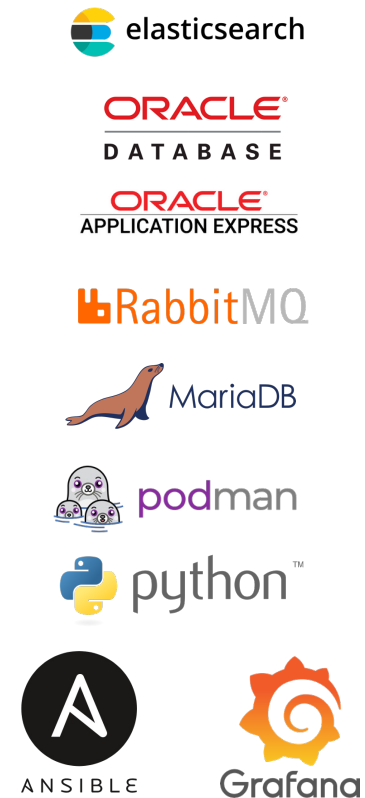 elasticsearch
ORACLE®
DATABASE
ORACLE®
APPLICATION EXPRESS
RabbitMQ
MariaDB
podman
python™
ANSIBLE
Grafana